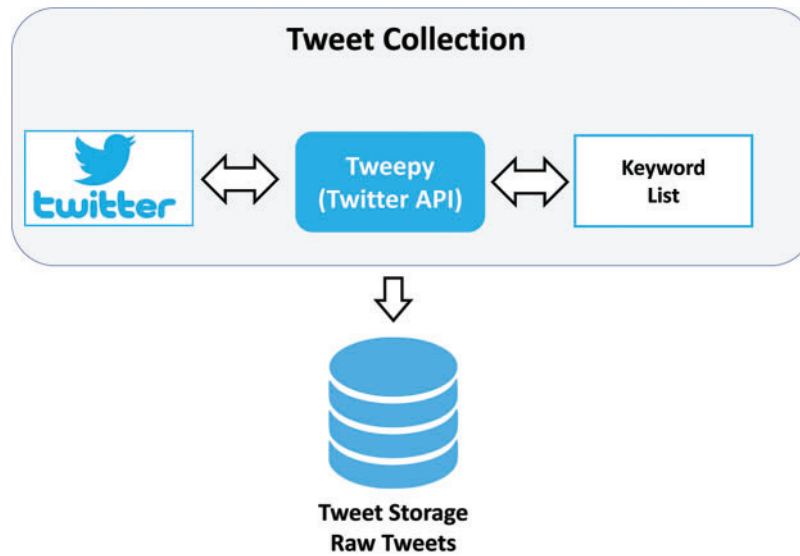 Tweet Collection
twitter
Tweepy
(Twitter API)
Keyword
List
Tweet Storage
Raw Tweets